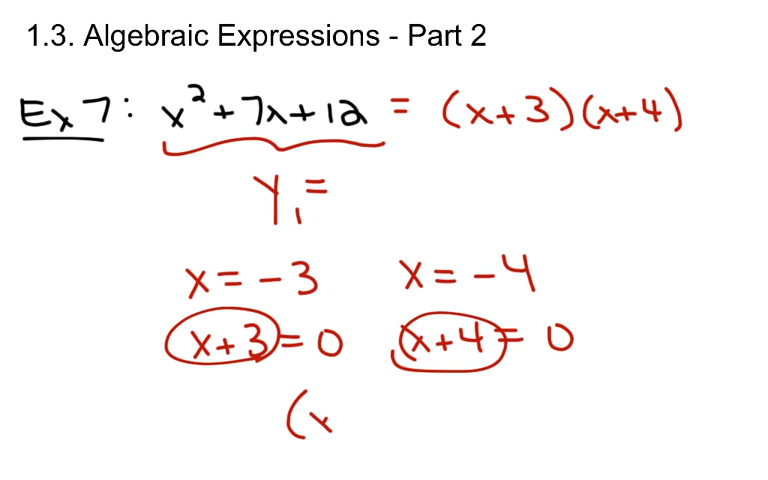 1.3. Algebraic Expressions - Part 2
Ex 7: x² + 7x + 12 = (x+3)(x+4)
Y₁ =
x = -3 x = -4
x+3 = 0 x+4 = 0
(x